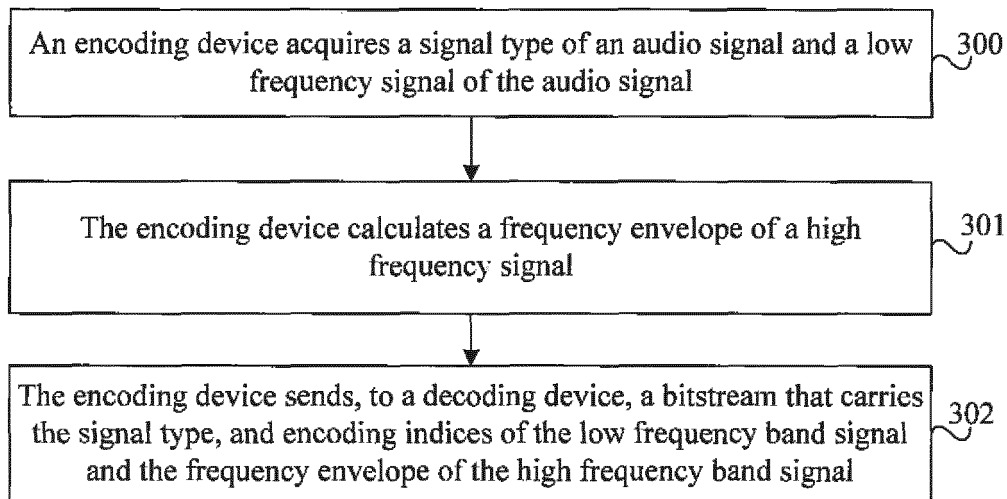 An encoding device acquires a signal type of an audio signal and a low
frequency signal of the audio signal
300
The encoding device calculates a frequency envelope of a high
frequency signal
301
The encoding device sends, to a decoding device, a bitstream that carries
the signal type, and encoding indices of the low frequency band signal
and the frequency envelope of the high frequency band signal
302